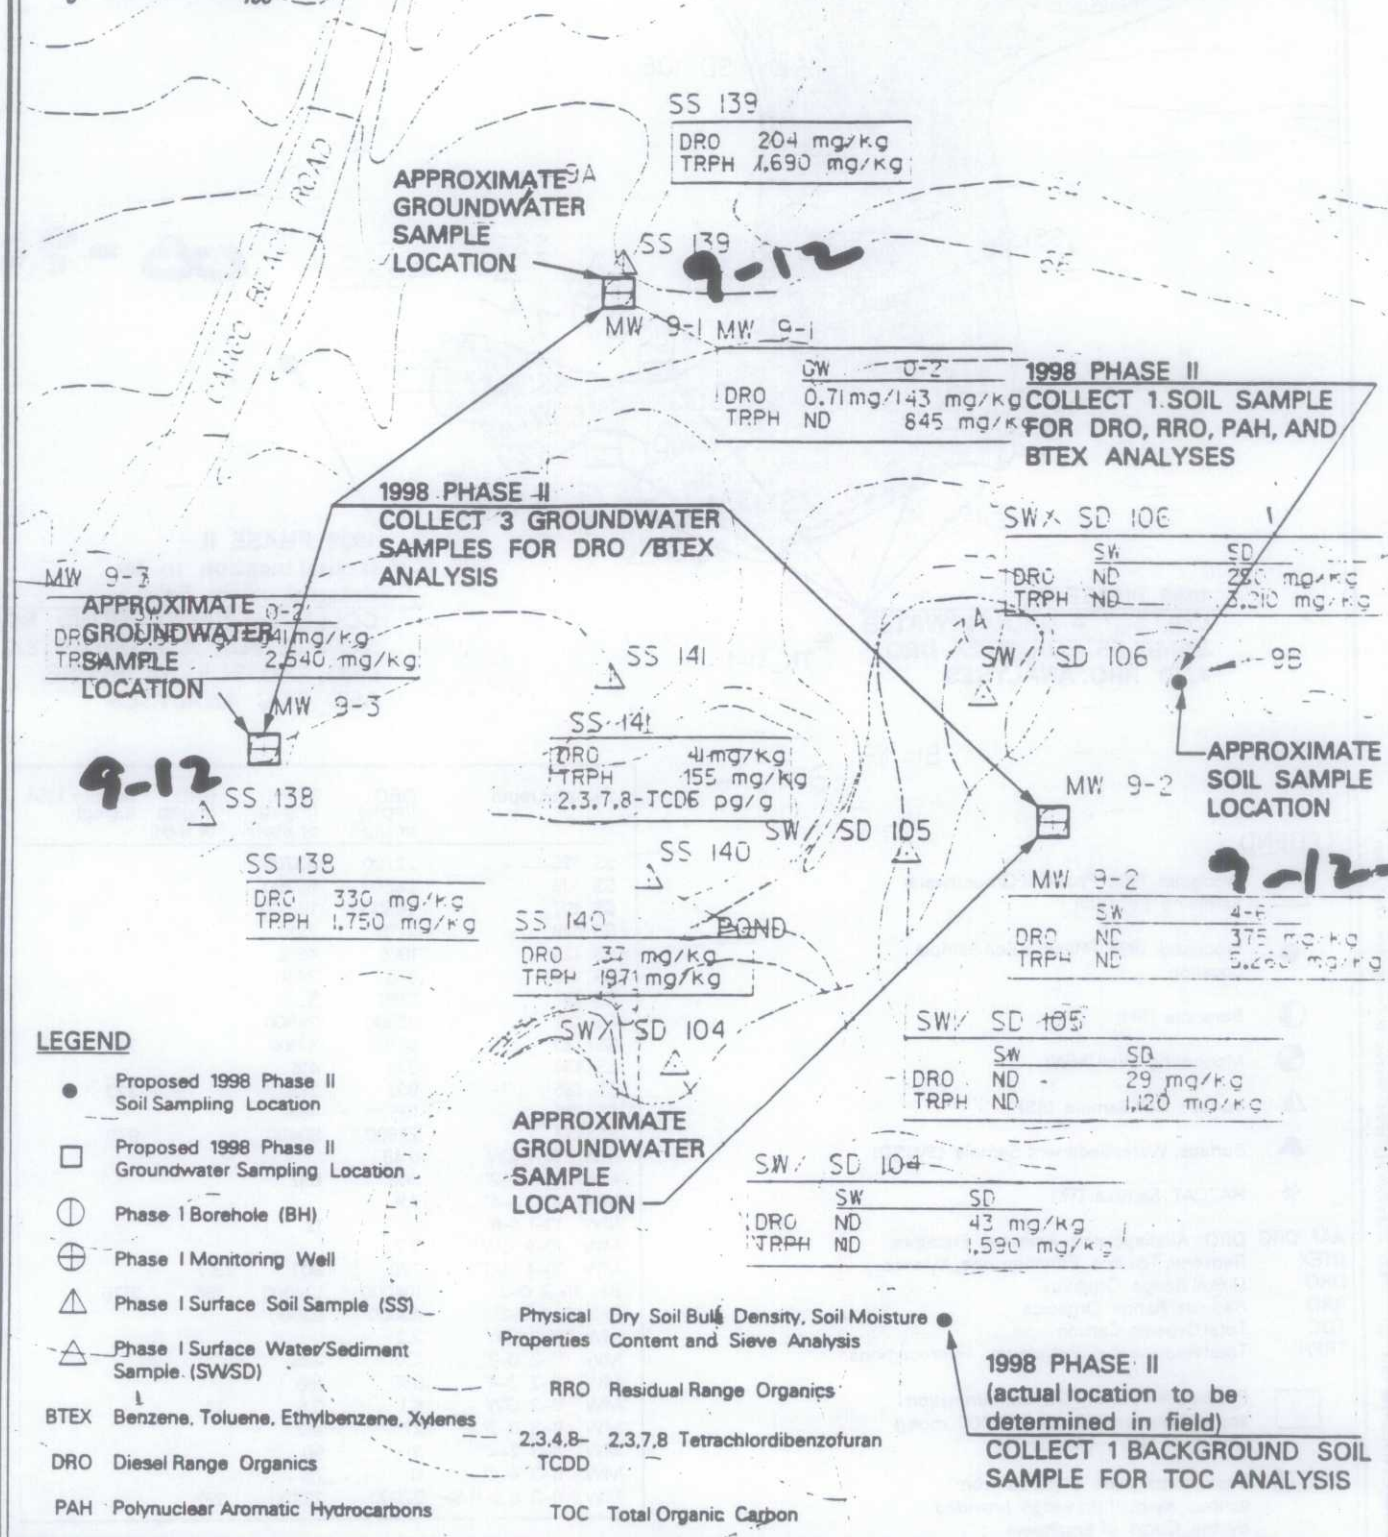 SS 139
DRO 204 mg/kg
TRPH 1,690 mg/kg
APPROXIMATE
GROUNDWATER
SAMPLE
LOCATION
9A
SS 139
9-12
64
66
CARGO BEACH ROAD
MW 9-1
MW 9-1
GW 0-2
DRO 0.71mg/ 143 mg/kg
TRPH ND 845 mg/kg
1998 PHASE II
COLLECT 1 SOIL SAMPLE
FOR DRO, RRO, PAH, AND
BTEX ANALYSES
1998 PHASE II
COLLECT 3 GROUNDWATER
SAMPLES FOR DRO /BTEX
ANALYSIS
SW/ SD 106
SW SD
DRO ND mg/kg
TRPH ND mg/kg
MW 9-3
0-2
DRO 41mg/kg
TRPH 2,540 mg/kg
APPROXIMATE
GROUNDWATER
SAMPLE
LOCATION
MW 9-3
9-12
SS 141
SW/ SD 106
9B
APPROXIMATE
SOIL SAMPLE
LOCATION
SS 141
DRO 41mg/kg
TRPH 155 mg/kg
2,3,7,8-TCD6 pg/g
SS 138
MW 9-2
SW/ SD 105
SS 138
DRO 330 mg/kg
TRPH 1,750 mg/kg
SS 140
SS 140
DRO 37 mg/kg
TRPH 1971 mg/kg
POND
9-12-
MW 9-2
SW 4-6
DRO ND 375 mg/kg
TRPH ND 5,260 mg/kg
SW/ SD 104
SW/ SD 105
SW SD
DRO ND 29 mg/kg
TRPH ND 1,120 mg/kg
APPROXIMATE
GROUNDWATER
SAMPLE
LOCATION
SW/ SD 104
SW SD
DRO ND 43 mg/kg
TRPH ND 1,590 mg/kg
LEGEND
Proposed 1998 Phase II
Soil Sampling Location
Proposed 1998 Phase II
Groundwater Sampling Location
Phase 1 Borehole (BH)
Phase I Monitoring Well
Phase I Surface Soil Sample (SS)
Phase I Surface Water/Sediment
Sample. (SW/SD)
BTEX Benzene, Toluene, Ethylbenzene, Xylenes
DRO Diesel Range Organics
PAH Polynuclear Aromatic Hydrocarbons
Physical Properties Dry Soil Bulk Density, Soil Moisture
Content and Sieve Analysis
RRO Residual Range Organics
2,3,4,8- 2,3,7,8 Tetrachlordibenzofuran
TCDD
TOC Total Organic Carbon
1998 PHASE II
(actual location to be
determined in field)
COLLECT 1 BACKGROUND SOIL
SAMPLE FOR TOC ANALYSIS